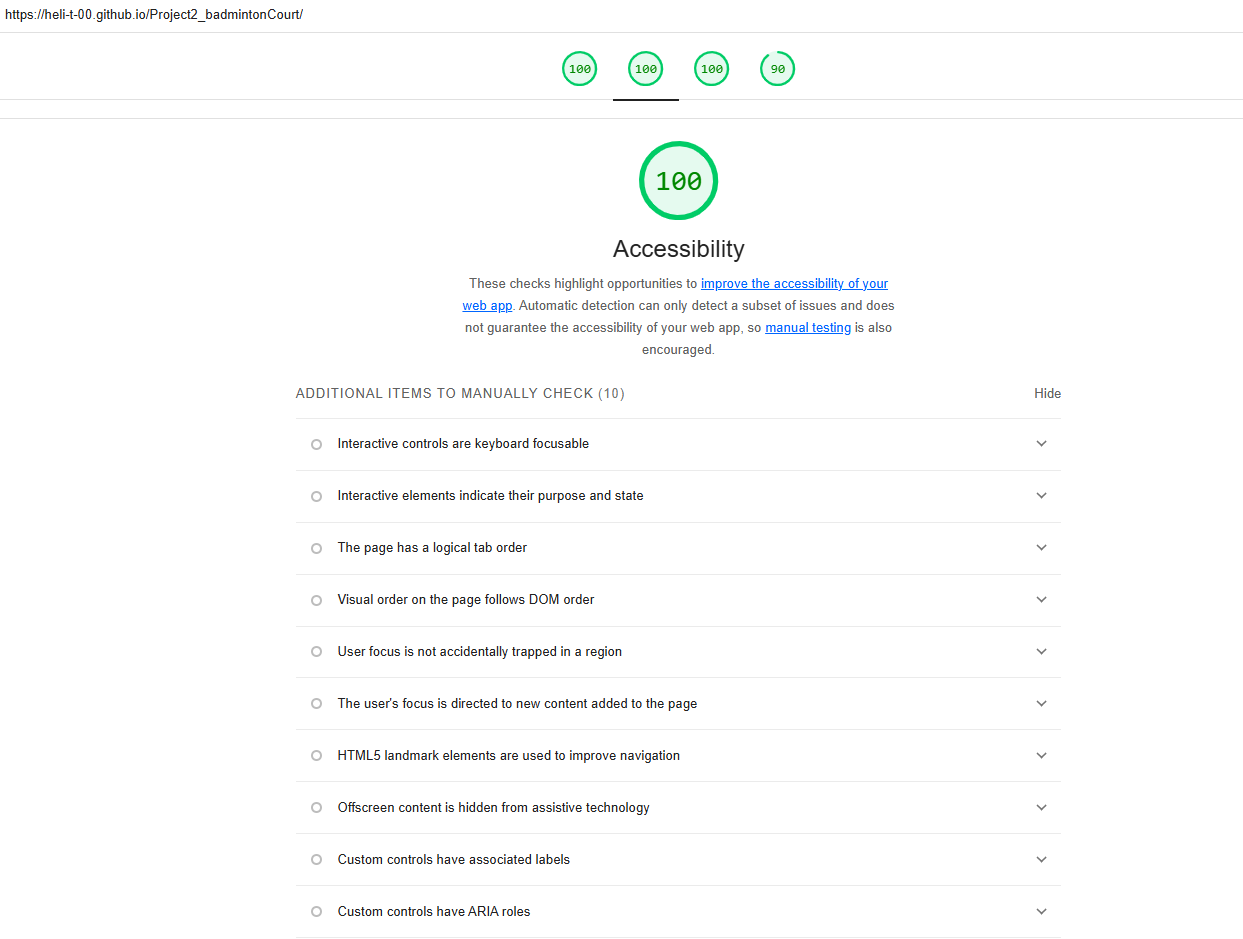 https://heli-t-00.github.io/Project2_badmintonCourt/
100 100 100 90
100
Accessibility
These checks highlight opportunities to improve the accessibility of your
web app. Automatic detection can only detect a subset of issues and does
not guarantee the accessibility of your web app, so manual testing is also
encouraged.
ADDITIONAL ITEMS TO MANUALLY CHECK (10) Hide
Interactive controls are keyboard focusable
Interactive elements indicate their purpose and state
The page has a logical tab order
Visual order on the page follows DOM order
User focus is not accidentally trapped in a region
The user's focus is directed to new content added to the page
HTML5 landmark elements are used to improve navigation
Offscreen content is hidden from assistive technology
Custom controls have associated labels
Custom controls have ARIA roles